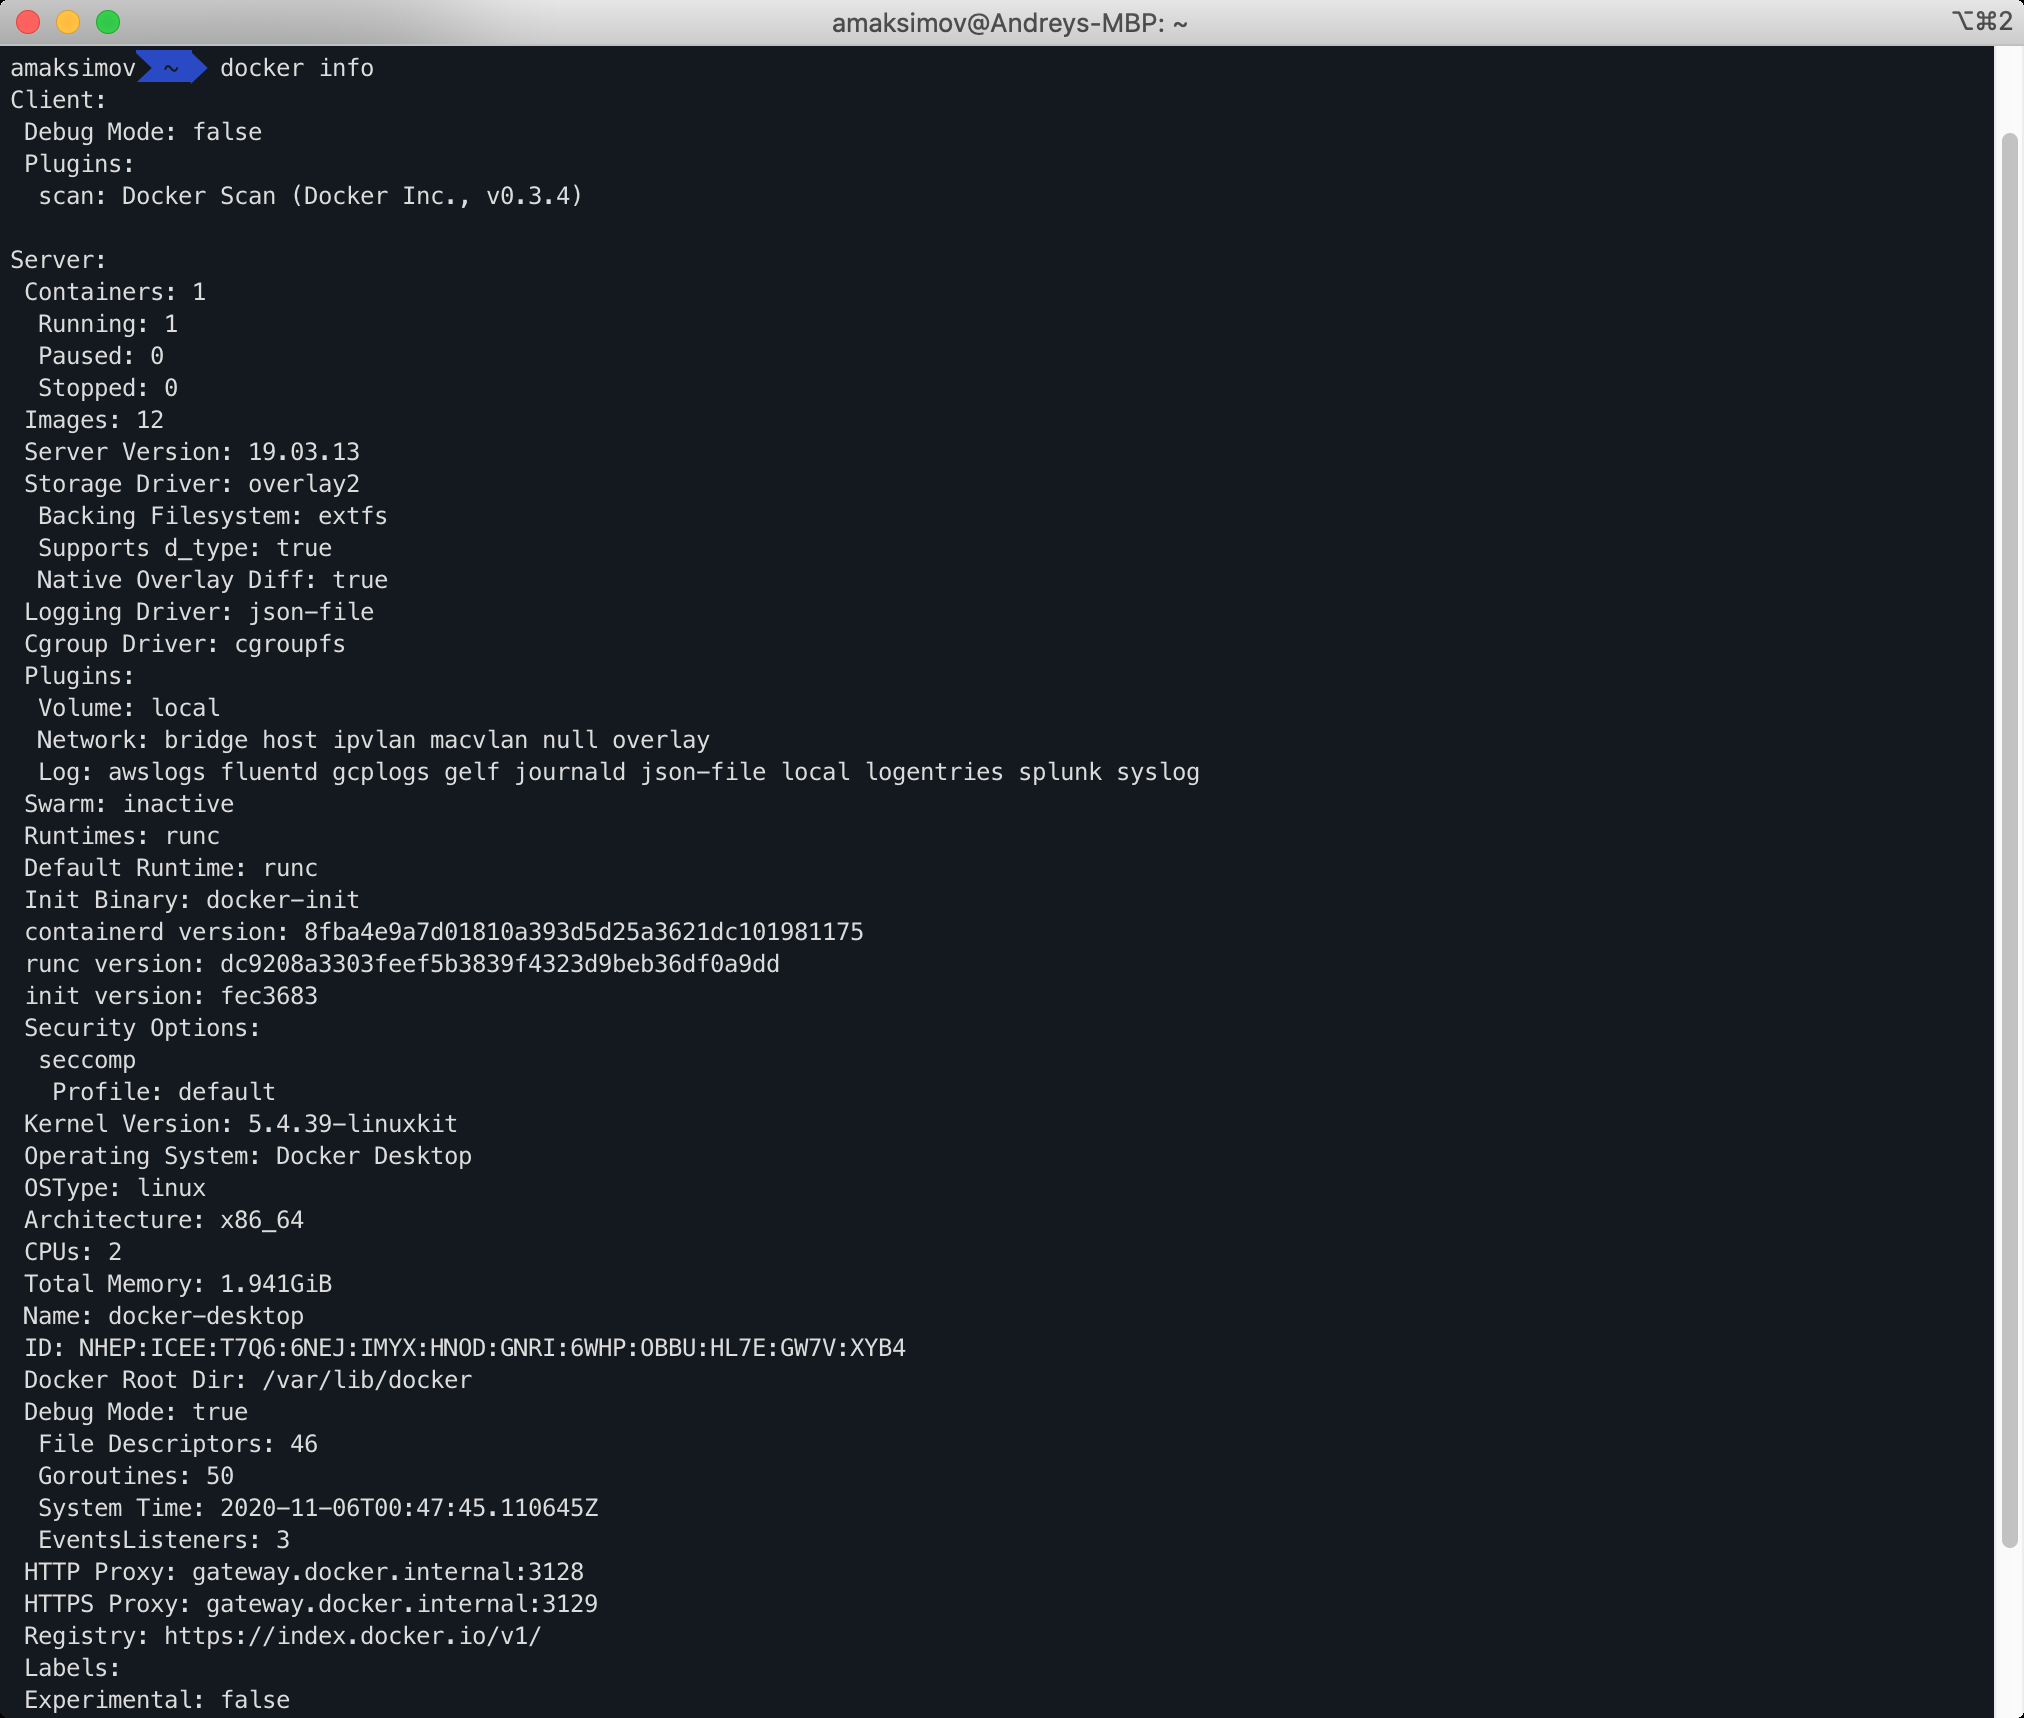 amaksimov@Andreys-MBP: ~
⌥⌘2
amaksimov ~ docker info
Client:
 Debug Mode: false
 Plugins:
  scan: Docker Scan (Docker Inc., v0.3.4)

Server:
 Containers: 1
  Running: 1
  Paused: 0
  Stopped: 0
 Images: 12
 Server Version: 19.03.13
 Storage Driver: overlay2
  Backing Filesystem: extfs
  Supports d_type: true
  Native Overlay Diff: true
 Logging Driver: json-file
 Cgroup Driver: cgroupfs
 Plugins:
  Volume: local
  Network: bridge host ipvlan macvlan null overlay
  Log: awslogs fluentd gcplogs gelf journald json-file local logentries splunk syslog
 Swarm: inactive
 Runtimes: runc
 Default Runtime: runc
 Init Binary: docker-init
 containerd version: 8fba4e9a7d01810a393d5d25a3621dc101981175
 runc version: dc9208a3303feef5b3839f4323d9beb36df0a9dd
 init version: fec3683
 Security Options:
  seccomp
   Profile: default
 Kernel Version: 5.4.39-linuxkit
 Operating System: Docker Desktop
 OSType: linux
 Architecture: x86_64
 CPUs: 2
 Total Memory: 1.941GiB
 Name: docker-desktop
 ID: NHEP:ICEE:T7Q6:6NEJ:IMYX:HNOD:GNRI:6WHP:OBBU:HL7E:GW7V:XYB4
 Docker Root Dir: /var/lib/docker
 Debug Mode: true
  File Descriptors: 46
  Goroutines: 50
  System Time: 2020-11-06T00:47:45.110645Z
  EventsListeners: 3
 HTTP Proxy: gateway.docker.internal:3128
 HTTPS Proxy: gateway.docker.internal:3129
 Registry: https://index.docker.io/v1/
 Labels:
 Experimental: false